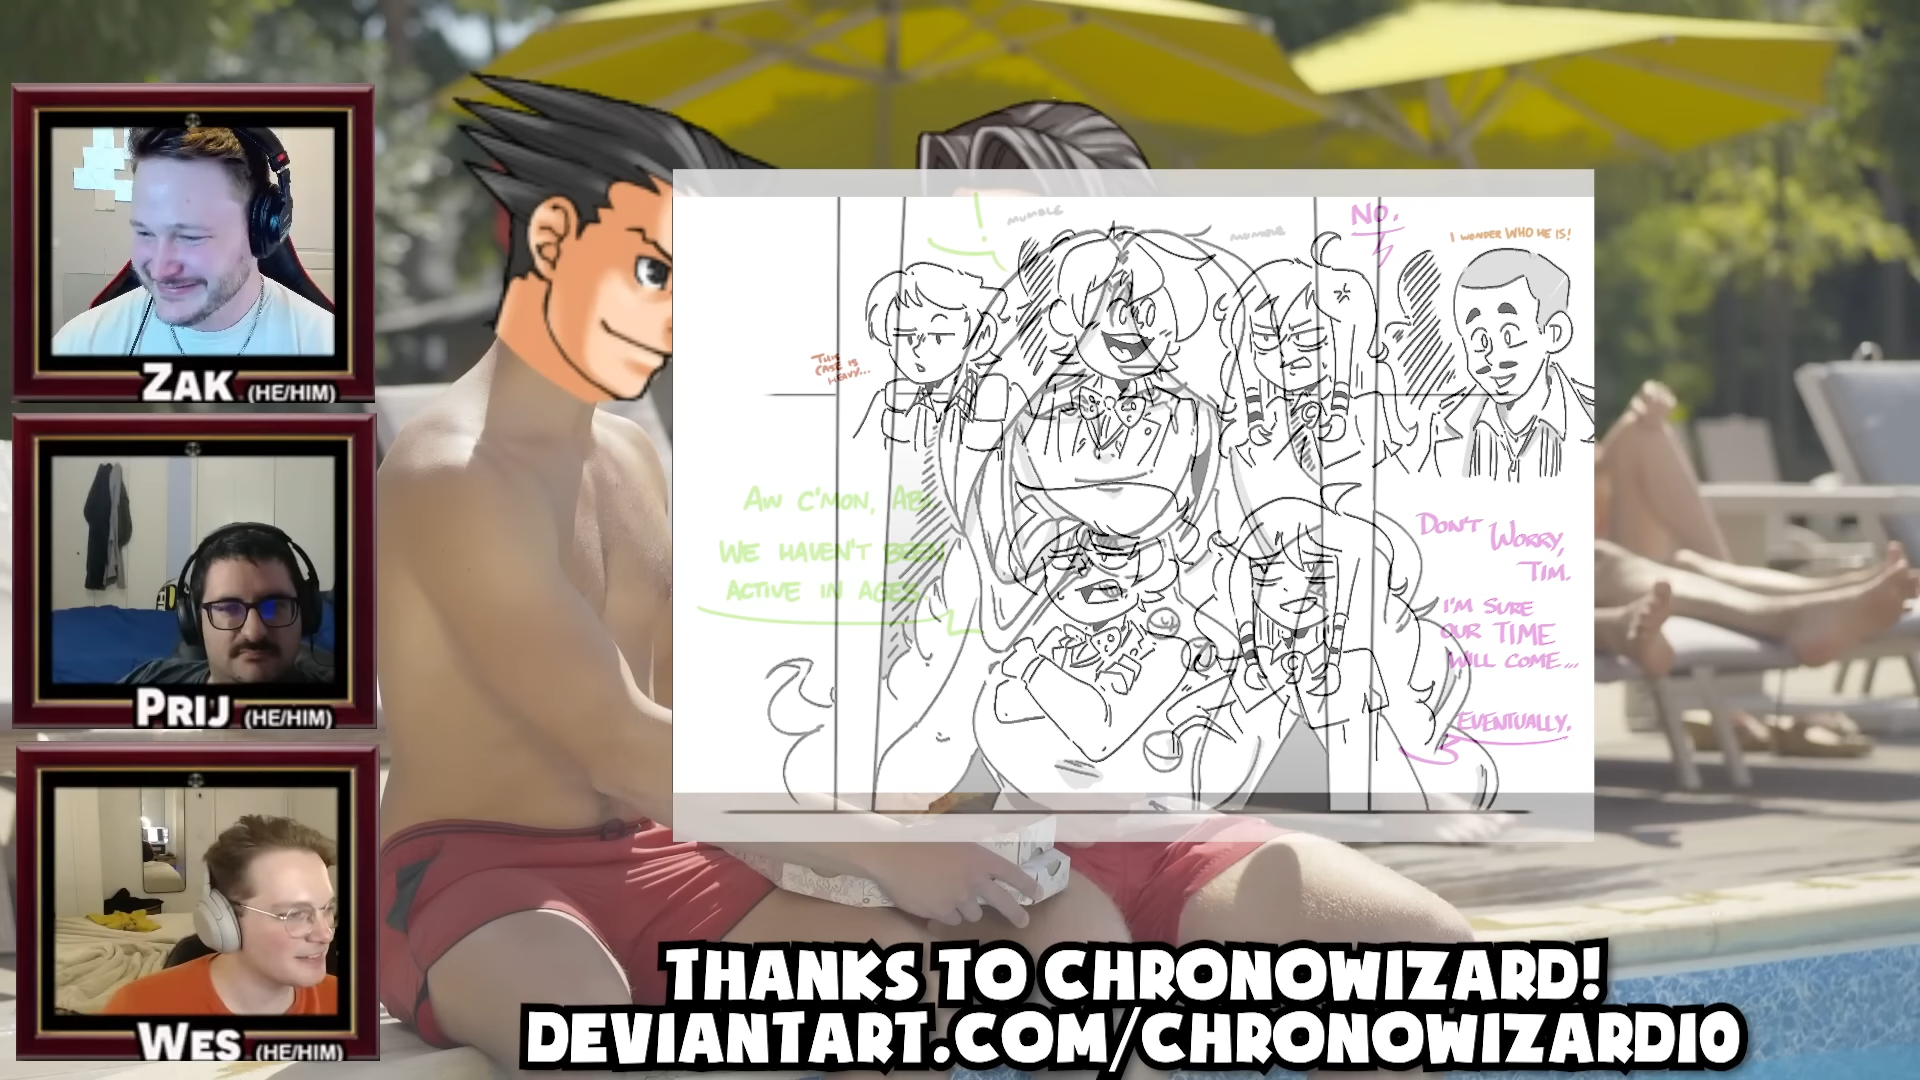 ZAK (HE/HIM)
PRIJ (HE/HIM)
WES (HE/HIM)
!
MUMBLE
MUMBLE
NO.
I WONDER WHO HE IS!
THIS
CASE IS
HEAVY...
AW C'MON, ABI.
WE HAVEN'T BEEN
ACTIVE IN AGES.
DON'T
WORRY,
TIM.
I'M SURE
OUR TIME
WILL COME...
EVENTUALLY.
THANKS TO CHRONOWIZARD!
DEVIANTART.COM/CHRONOWIZARD10